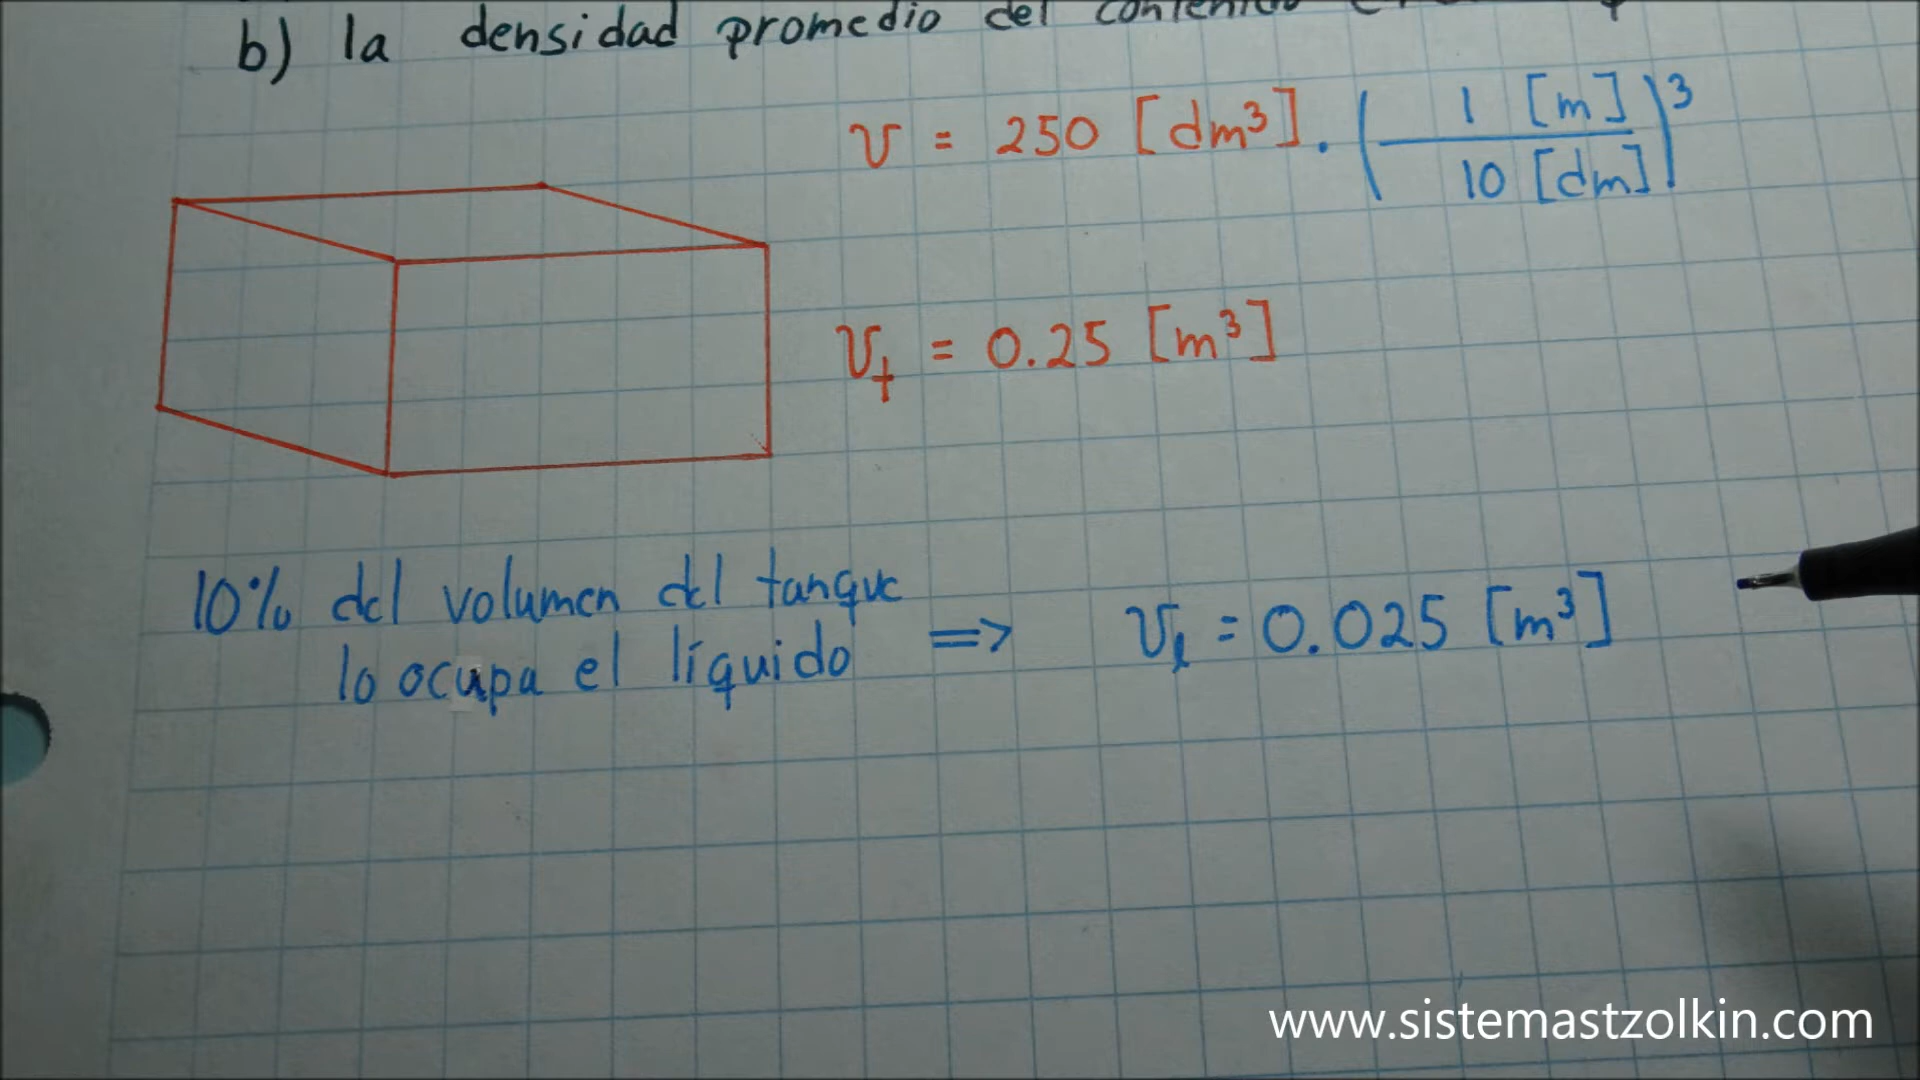 b) la densidad promedio del contenido
v = 250 [dm³] . (1 [m] / 10 [dm])³
Vt = 0.25 [m³]
10% del volumen del tanque
lo ocupa el líquido => Vl = 0.025 [m³]
www.sistemastzolkin.com